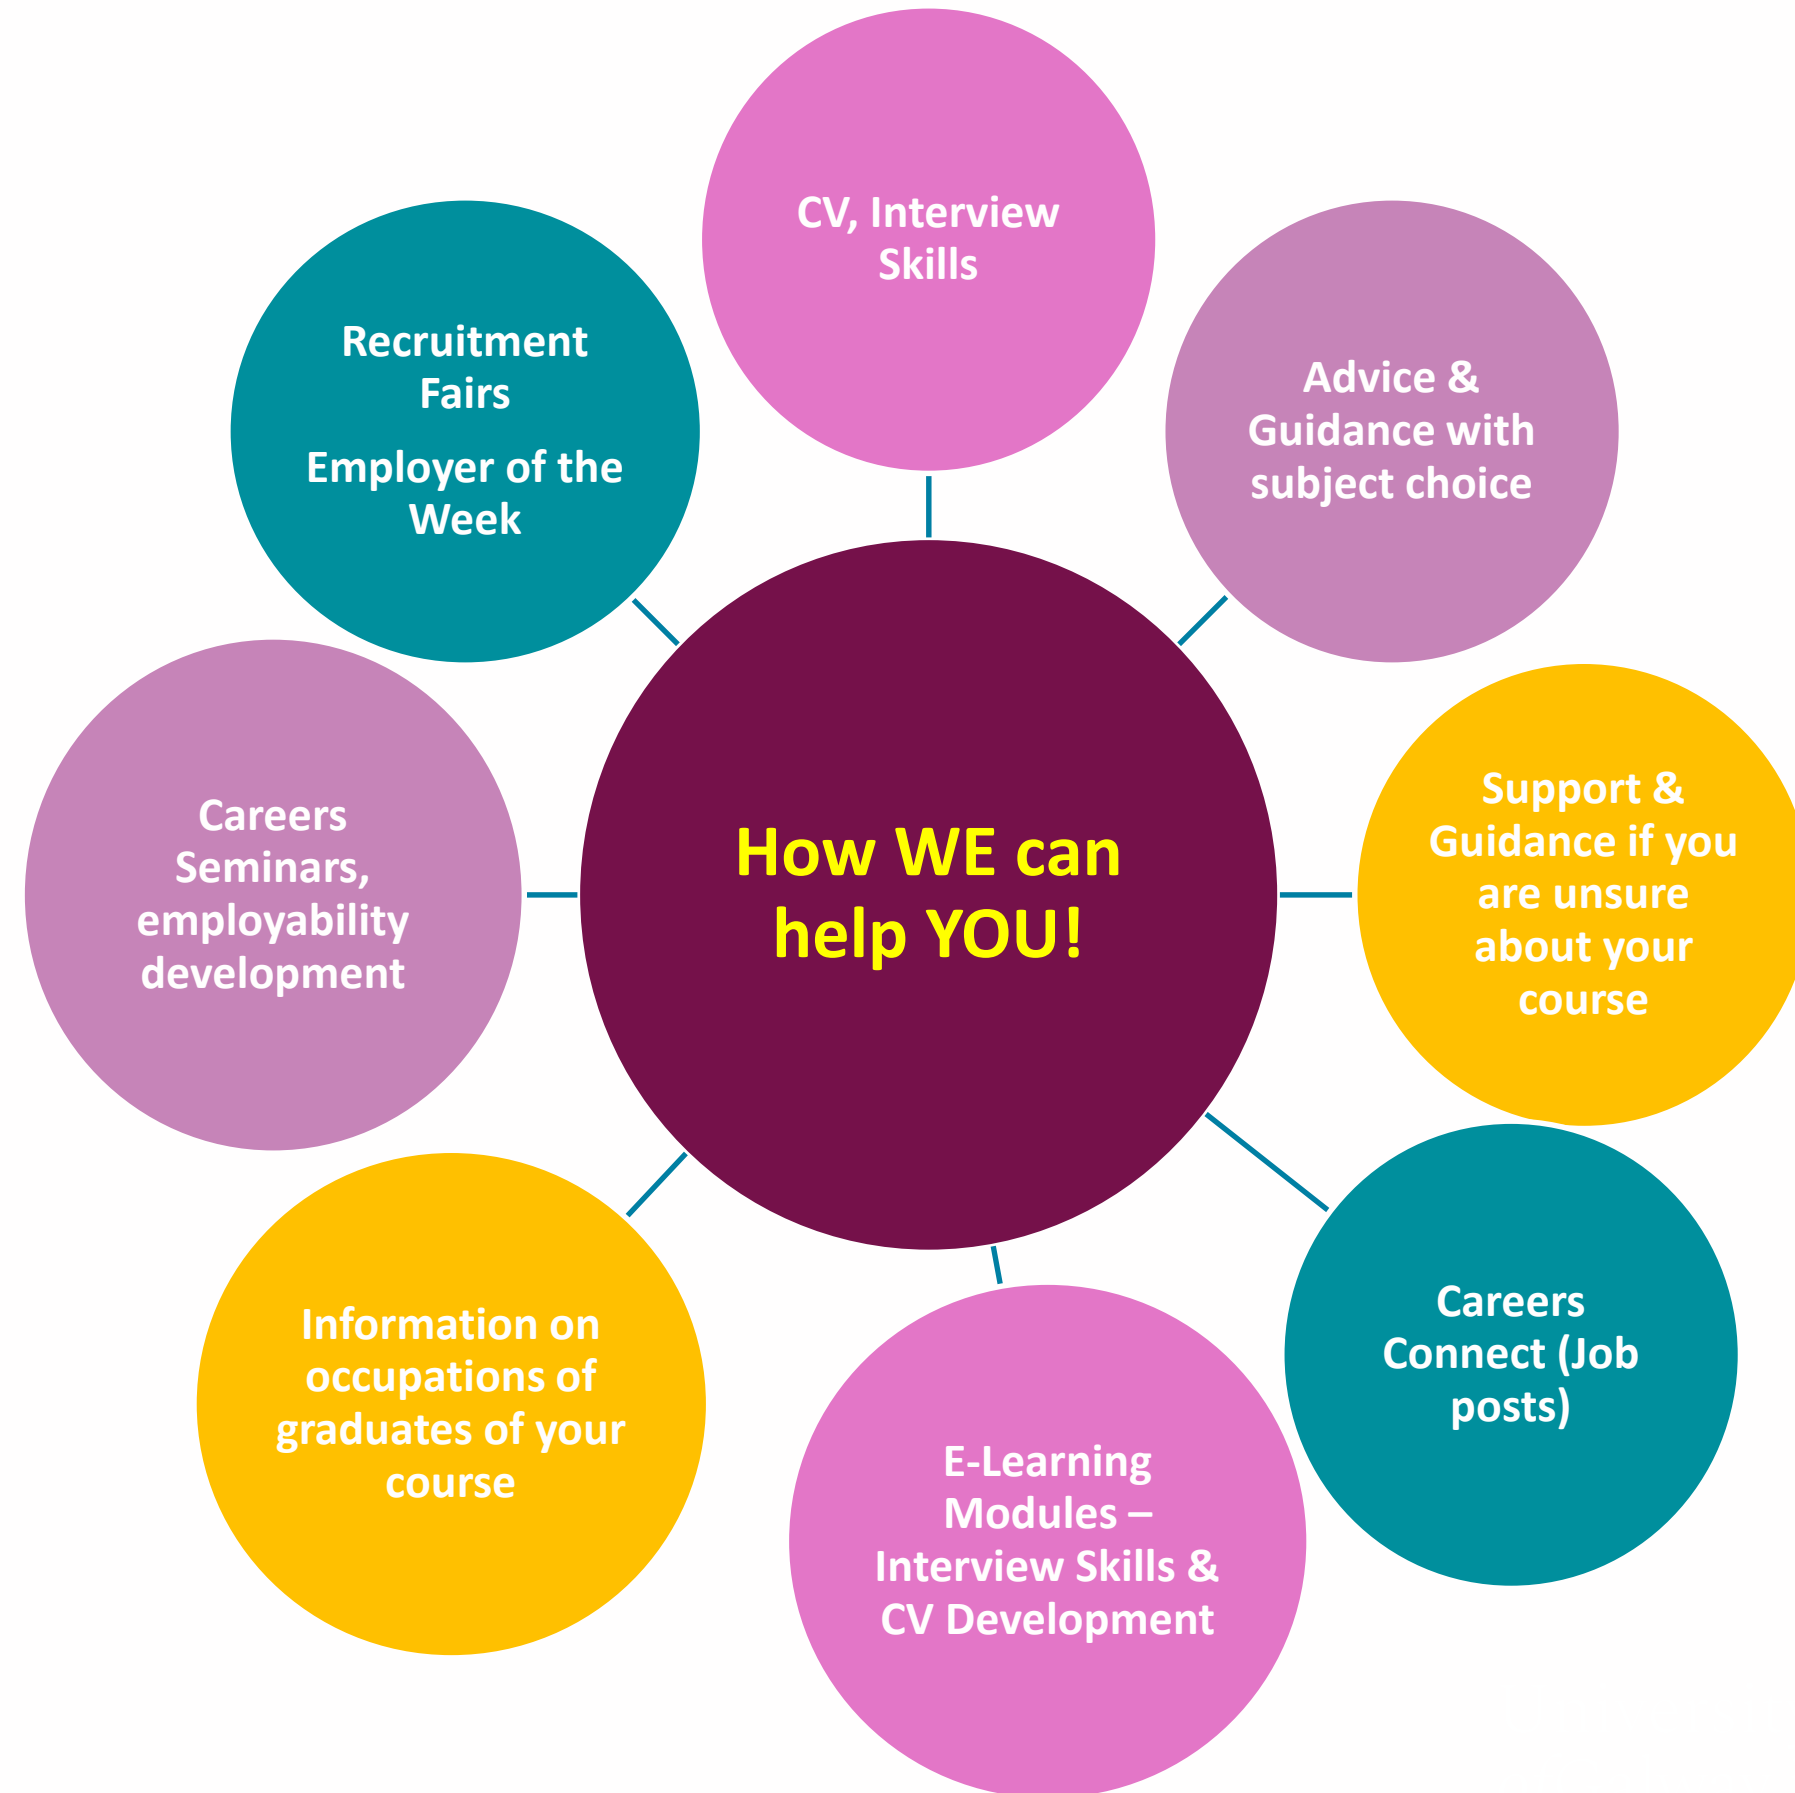 CV, Interview
Skills
Advice &
Guidance with
subject choice
Support &
Guidance if you
are unsure
about your
course
Careers
Connect (Job
posts)
E-Learning
Modules –
Interview Skills &
CV Development
Information on
occupations of
graduates of your
course
Careers
Seminars,
employability
development
Recruitment
Fairs
Employer of the
Week
How WE can
help YOU!